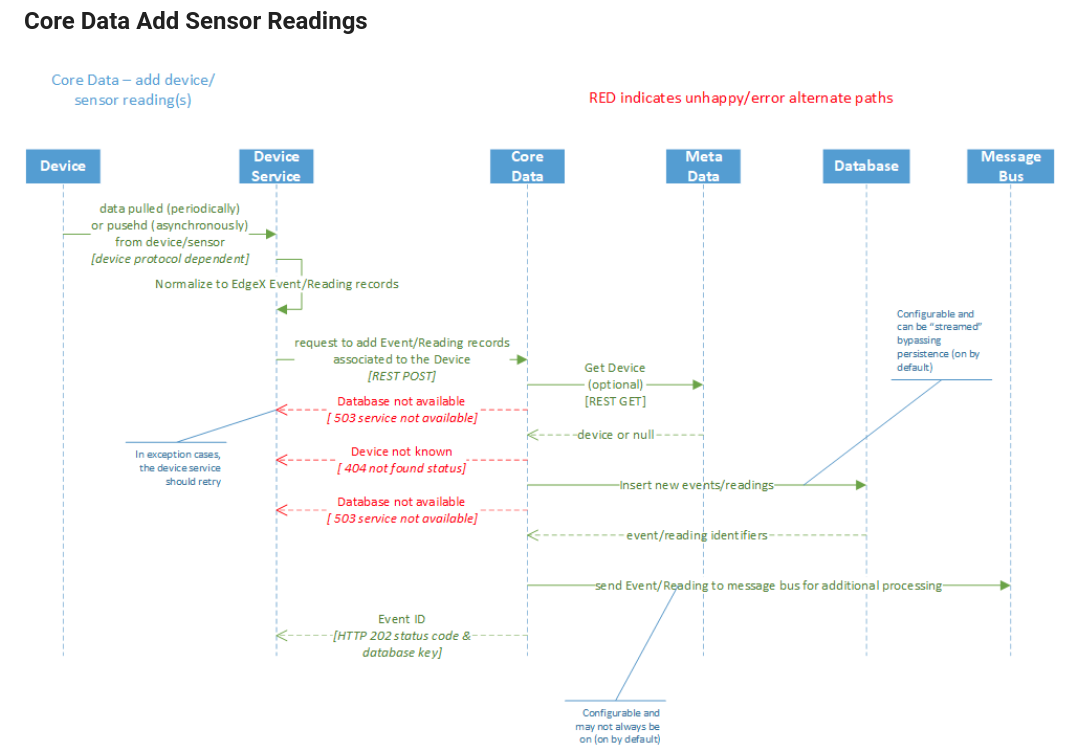 Core Data Add Sensor Readings
Core Data – add device/
sensor reading(s)
RED indicates unhappy/error alternate paths
Device
Device
Service
Core
Data
Meta
Data
Database
Message
Bus
data pulled (periodically)
or pusehd (asynchronously)
from device/sensor
[device protocol dependent]
Normalize to EdgeX Event/Reading records
Configurable and
can be “streamed”
bypassing
persistence (on by
default)
request to add Event/Reading records
associated to the Device
[REST POST]
Get Device
(optional)
[REST GET]
Database not available
[ 503 service not available]
device or null
In exception cases,
the device service
should retry
Device not known
[ 404 not found status]
Insert new events/readings
Database not available
[ 503 service not available]
event/reading identifiers
send Event/Reading to message bus for additional processing
Event ID
[HTTP 202 status code &
database key]
Configurable and
may not always be
on (on by default)